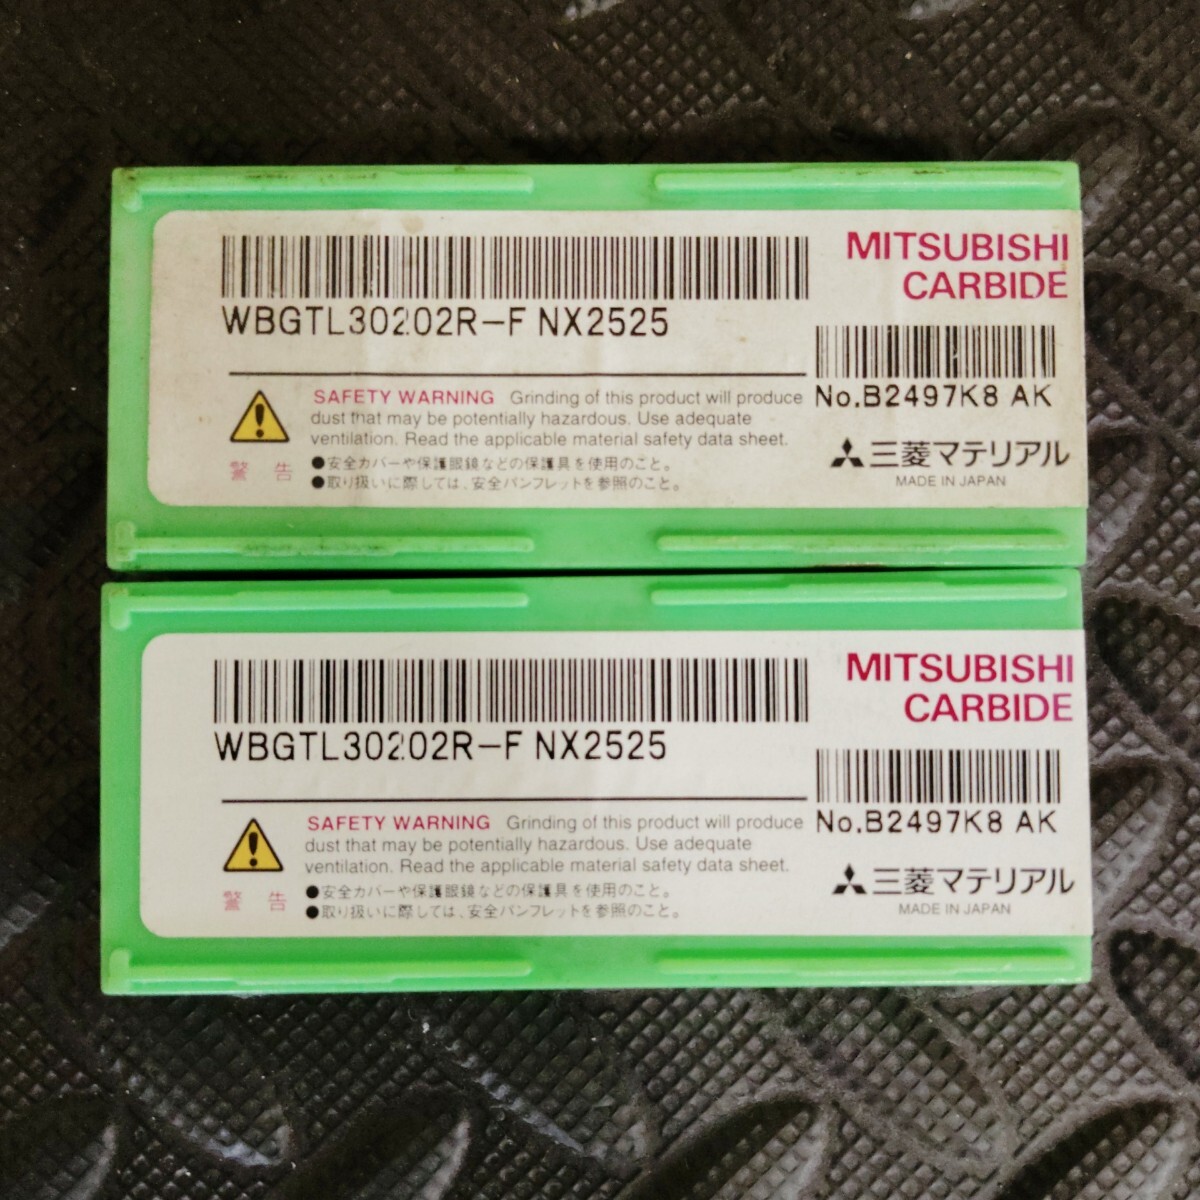 MITSUBISHI
CARBIDE
WBGTL30202R-F NX2525
No.B2497K8 AK
SAFETY WARNING Grinding of this product will produce
dust that may be potentially hazardous. Use adequate
ventilation. Read the applicable material safety data sheet.
警告
●安全カバーや保護眼鏡などの保護具を使用のこと。
●取り扱いに際しては、安全パンフレットを参照のこと。
三菱マテリアル
MADE IN JAPAN
MITSUBISHI
CARBIDE
WBGTL30202R-F NX2525
No.B2497K8 AK
SAFETY WARNING Grinding of this product will produce
dust that may be potentially hazardous. Use adequate
ventilation. Read the applicable material safety data sheet.
警告
●安全カバーや保護眼鏡などの保護具を使用のこと。
●取り扱いに際しては、安全パンフレットを参照のこと。
三菱マテリアル
MADE IN JAPAN